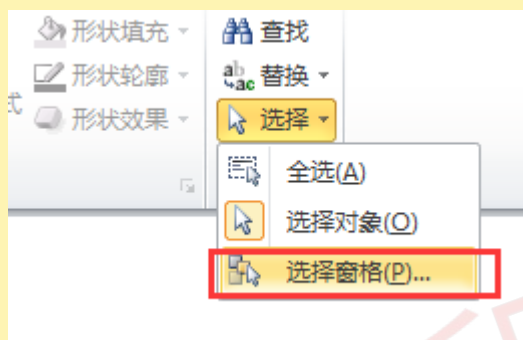 形状填充
查找
形状轮廓
替换
式
形状效果
选择
全选(A)
选择对象(O)
选择窗格(P)...